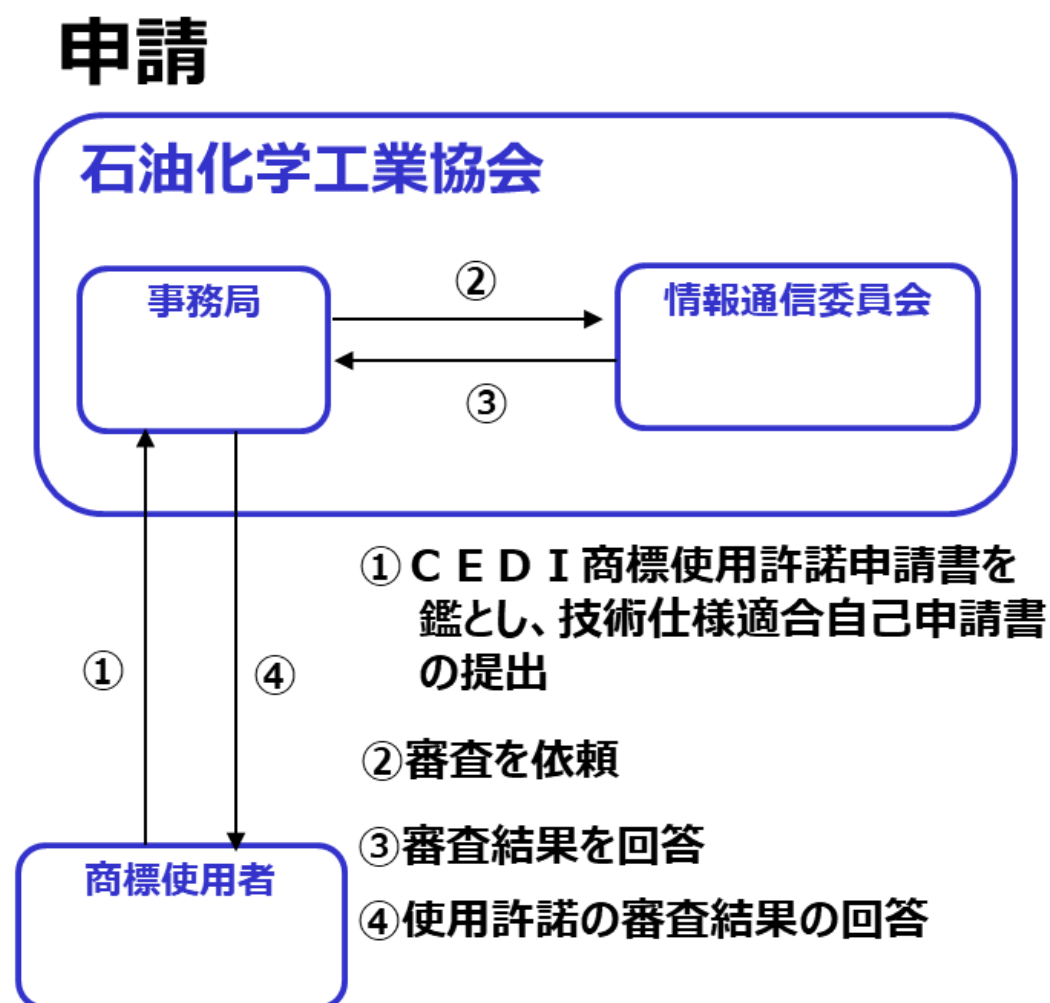 申請
石油化学工業協会
事務局
②
情報通信委員会
③
①ＣＥＤＩ商標使用許諾申請書を
鑑とし、技術仕様適合自己申請書
の提出
①
④
②審査を依頼
③審査結果を回答
商標使用者
④使用許諾の審査結果の回答